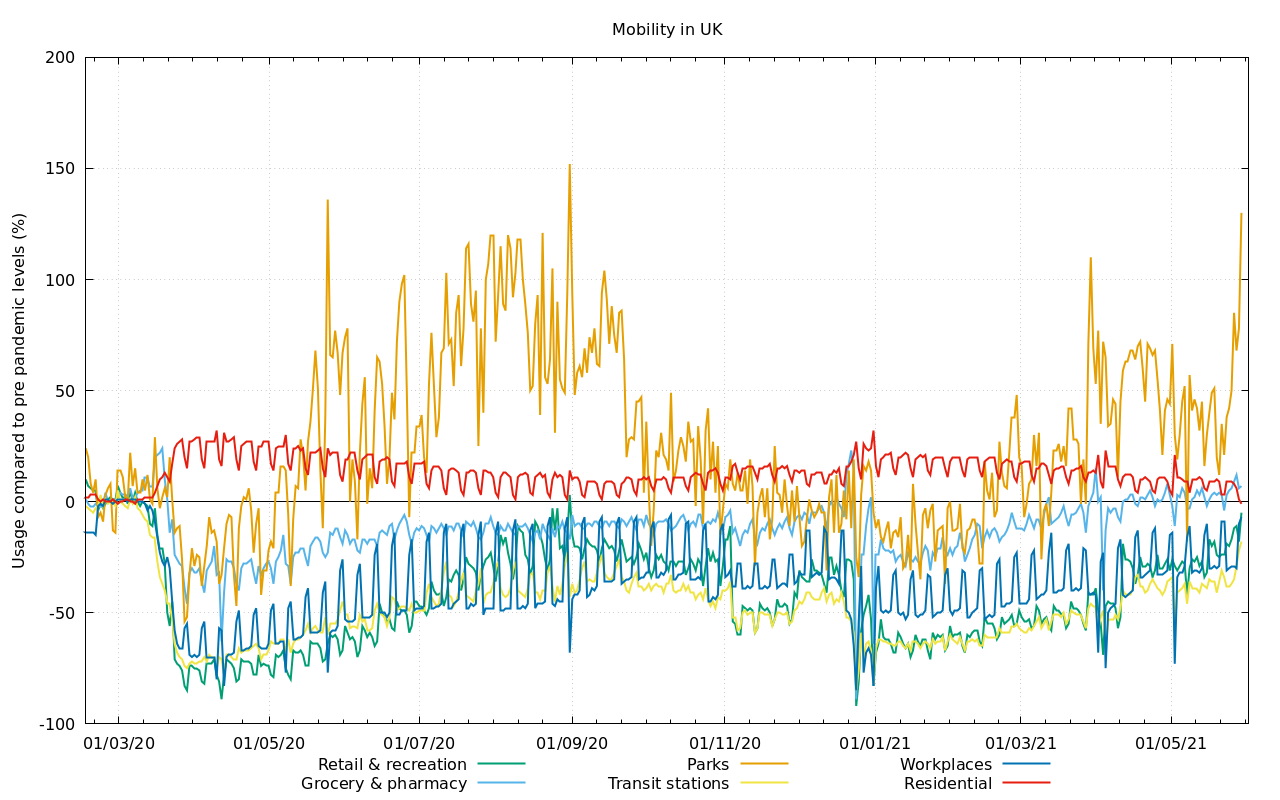 Mobility in UK
200
150
100
50
0
-50
-100
Usage compared to pre pandemic levels (%)
01/03/20 01/05/20 01/07/20 01/09/20 01/11/20 01/01/21 01/03/21 01/05/21
Retail & recreation Parks Workplaces
Grocery & pharmacy Transit stations Residential